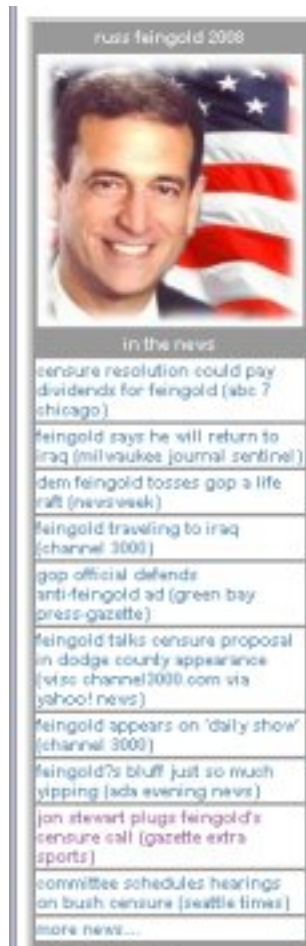 russ feingold 2008
in the news
censure resolution could pay
dividends for feingold (abc 7
chicago)
feingold says he will return to
iraq (milwaukee journal sentinel)
dem feingold tosses gop a life
raft (newsweek)
feingold traveling to iraq
(channel 3000)
gop official defends
anti-feingold ad (green bay
press-gazette)
feingold talks censure proposal
in dodge county appearance
(wisc channel3000.com via
yahoo! news)
feingold appears on 'daily show'
(channel 3000)
feingold?s bluff just so much
yipping (ada evening news)
jon stewart plugs feingold's
censure call (gazette extra
sports)
committee schedules hearings
on bush censure (seattle times)
more news...